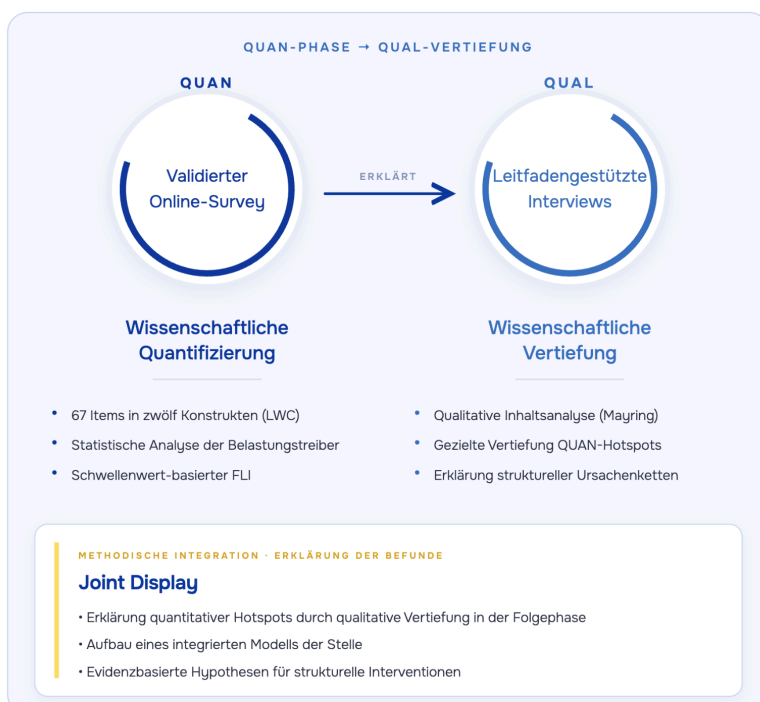 QUAN-PHASE → QUAL-VERTIEFUNG
QUAN
Validierter
Online-Survey
ERKLÄRT
QUAL
Leitfadengestützte
Interviews
Wissenschaftliche
Quantifizierung
• 67 Items in zwölf Konstrukten (LWC)
• Statistische Analyse der Belastungstreiber
• Schwellenwert-basierter FLI
Wissenschaftliche
Vertiefung
• Qualitative Inhaltsanalyse (Mayring)
• Gezielte Vertiefung QUAN-Hotspots
• Erklärung struktureller Ursachenketten
METHODISCHE INTEGRATION · ERKLÄRUNG DER BEFUNDE
Joint Display
• Erklärung quantitativer Hotspots durch qualitative Vertiefung in der Folgephase
• Aufbau eines integrierten Modells der Stelle
• Evidenzbasierte Hypothesen für strukturelle Interventionen